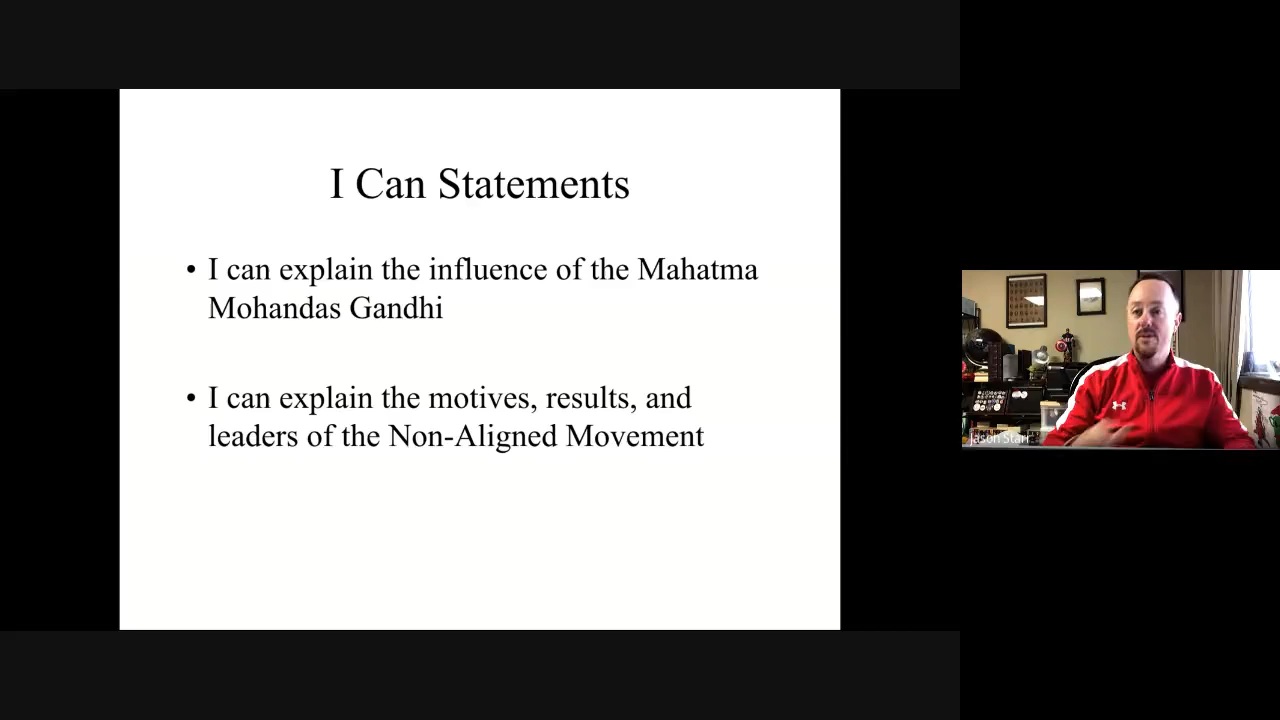 I Can Statements
• I can explain the influence of the Mahatma
Mohandas Gandhi
• I can explain the motives, results, and
leaders of the Non-Aligned Movement
Jason Starr